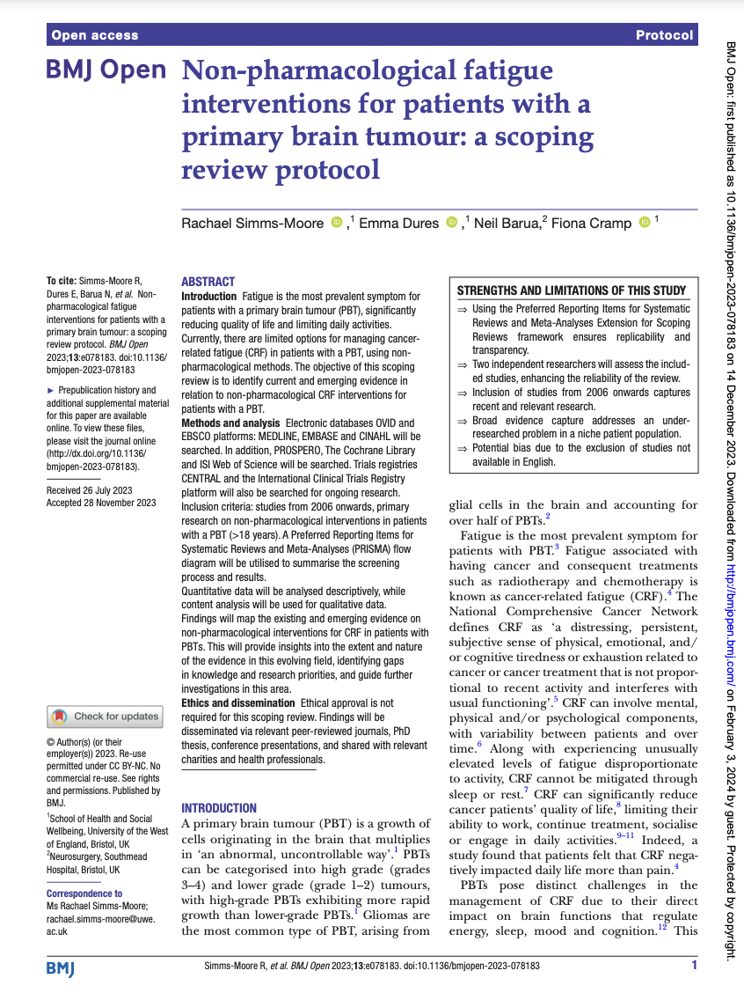 Open access
Protocol
BMJ Open
Non-pharmacological fatigue
interventions for patients with a
primary brain tumour: a scoping
review protocol
Rachael Simms-Moore iD ,1 Emma Dures iD ,1 Neil Barua,2 Fiona Cramp iD 1
To cite: Simms-Moore R,
Dures E, Barua N, et al. Non-
pharmacological fatigue
interventions for patients with a
primary brain tumour: a scoping
review protocol. BMJ Open
2023;13:e078183. doi:10.1136/
bmjopen-2023-078183
► Prepublication history and
additional supplemental material
for this paper are available
online. To view these files,
please visit the journal online
(http://dx.doi.org/10.1136/
bmjopen-2023-078183).
Received 26 July 2023
Accepted 28 November 2023
Check for updates
© Author(s) (or their
employer(s)) 2023. Re-use
permitted under CC BY-NC. No
commercial re-use. See rights
and permissions. Published by
BMJ.
1School of Health and Social
Wellbeing, University of the West
of England, Bristol, UK
2Neurosurgery, Southmead
Hospital, Bristol, UK
Correspondence to
Ms Rachael Simms-Moore;
rachael.simms-moore@uwe.
ac.uk
ABSTRACT
Introduction Fatigue is the most prevalent symptom for
patients with a primary brain tumour (PBT), significantly
reducing quality of life and limiting daily activities.
Currently, there are limited options for managing cancer-
related fatigue (CRF) in patients with a PBT, using non-
pharmacological methods. The objective of this scoping
review is to identify current and emerging evidence in
relation to non-pharmacological CRF interventions for
patients with a PBT.
Methods and analysis Electronic databases OVID and
EBSCO platforms: MEDLINE, EMBASE and CINAHL will be
searched. In addition, PROSPERO, The Cochrane Library
and ISI Web of Science will be searched. Trials registries
CENTRAL and the International Clinical Trials Registry
platform will also be searched for ongoing research.
Inclusion criteria: studies from 2006 onwards, primary
research on non-pharmacological interventions in patients
with a PBT (>18 years). A Preferred Reporting Items for
Systematic Reviews and Meta-Analyses (PRISMA) flow
diagram will be utilised to summarise the screening
process and results.
Quantitative data will be analysed descriptively, while
content analysis will be used for qualitative data.
Findings will map the existing and emerging evidence on
non-pharmacological interventions for CRF in patients with
PBTs. This will provide insights into the extent and nature
of the evidence in this evolving field, identifying gaps
in knowledge and research priorities, and guide further
investigations in this area.
Ethics and dissemination Ethical approval is not
required for this scoping review. Findings will be
disseminated via relevant peer-reviewed journals, PhD
thesis, conference presentations, and shared with relevant
charities and health professionals.
INTRODUCTION
A primary brain tumour (PBT) is a growth of
cells originating in the brain that multiplies
in ‘an abnormal, uncontrollable way’.1 PBTs
can be categorised into high grade (grades
3–4) and lower grade (grade 1–2) tumours,
with high-grade PBTs exhibiting more rapid
growth than lower-grade PBTs.1 Gliomas are
the most common type of PBT, arising from
STRENGTHS AND LIMITATIONS OF THIS STUDY
⇒ Using the Preferred Reporting Items for Systematic
Reviews and Meta-Analyses Extension for Scoping
Reviews framework ensures replicability and
transparency.
⇒ Two independent researchers will assess the includ-
ed studies, enhancing the reliability of the review.
⇒ Inclusion of studies from 2006 onwards captures
recent and relevant research.
⇒ Broad evidence capture addresses an under-
researched problem in a niche patient population.
⇒ Potential bias due to the exclusion of studies not
available in English.
glial cells in the brain and accounting for
over half of PBTs.2
Fatigue is the most prevalent symptom for
patients with PBT.3 Fatigue associated with
having cancer and consequent treatments
such as radiotherapy and chemotherapy is
known as cancer-related fatigue (CRF).4 The
National Comprehensive Cancer Network
defines CRF as ‘a distressing, persistent,
subjective sense of physical, emotional, and/
or cognitive tiredness or exhaustion related to
cancer or cancer treatment that is not propor-
tional to recent activity and interferes with
usual functioning’.5 CRF can involve mental,
physical and/or psychological components,
with variability between patients and over
time.6 Along with experiencing unusually
elevated levels of fatigue disproportionate
to activity, CRF cannot be mitigated through
sleep or rest.7 CRF can significantly reduce
cancer patients’ quality of life,8 limiting their
ability to work, continue treatment, socialise
or engage in daily activities.9–11 Indeed, a
study found that patients felt that CRF nega-
tively impacted daily life more than pain.4
PBTs pose distinct challenges in the
management of CRF due to their direct
impact on brain functions that regulate
energy, sleep, mood and cognition.12 This
BMJ
Simms-Moore R, et al. BMJ Open 2023;13:e078183. doi:10.1136/bmjopen-2023-078183
1
BMJ Open: first published as 10.1136/bmjopen-2023-078183 on 14 December 2023. Downloaded from http://bmjopen.bmj.com/ on February 3, 2024 by guest. Protected by copyright.